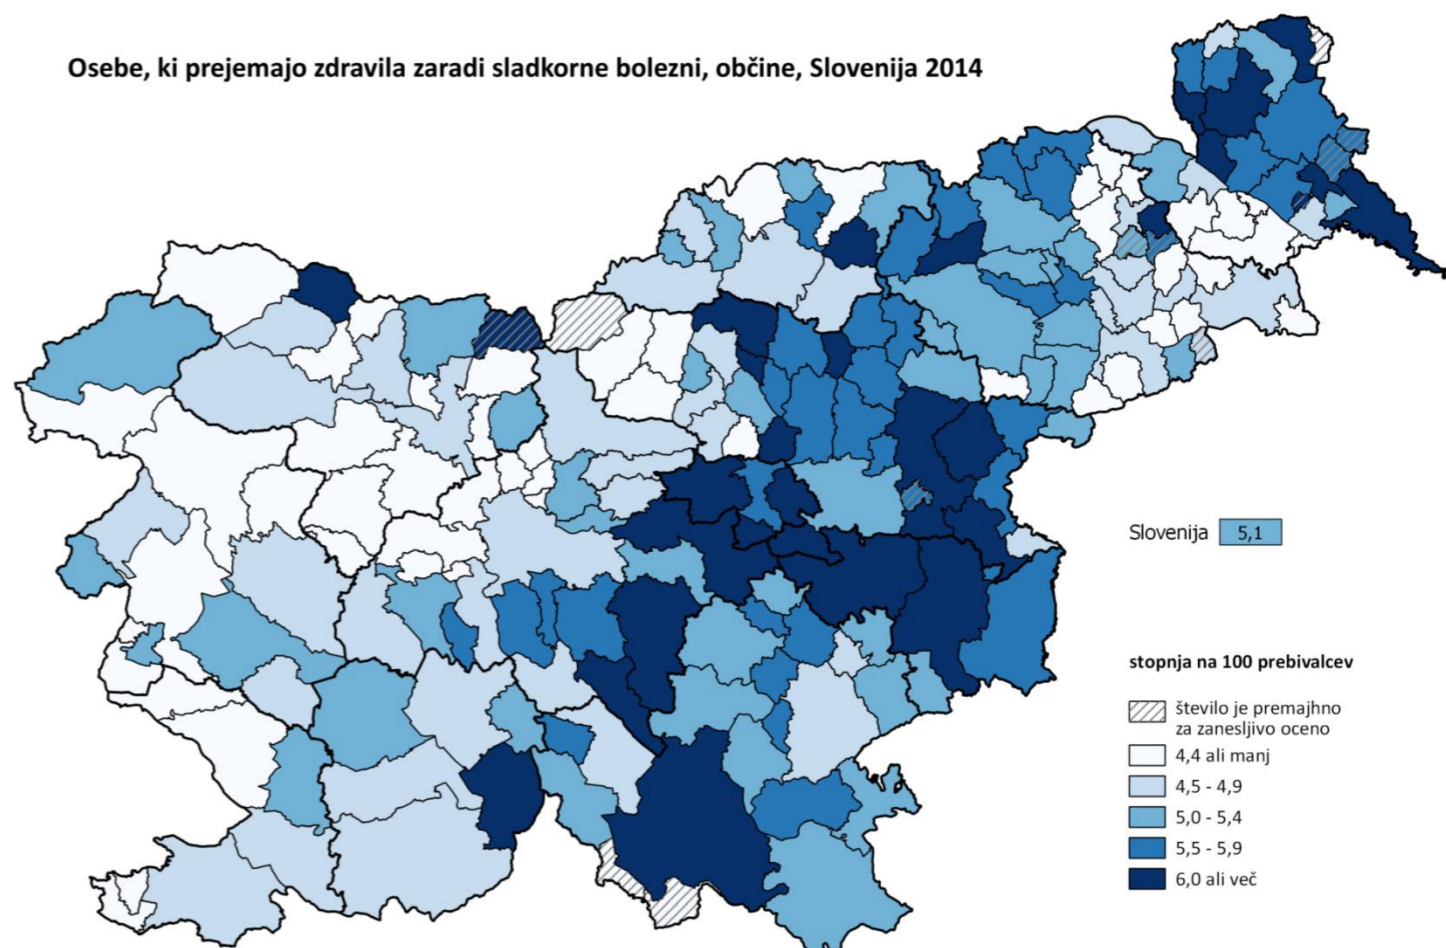 Osebe, ki prejemajo zdravila zaradi sladkorne bolezni, občine, Slovenija 2014
Slovenija 5,1
stopnja na 100 prebivalcev
število je premajhno
za zanesljivo oceno
4,4 ali manj
4,5 - 4,9
5,0 - 5,4
5,5 - 5,9
6,0 ali več